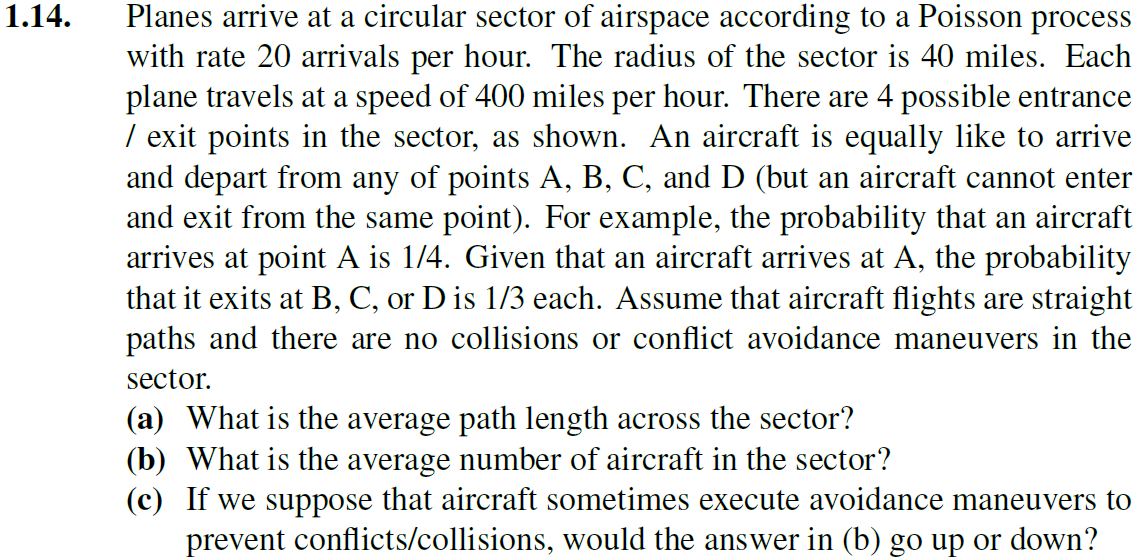 1.14. Planes arrive at a circular sector of airspace according to a Poisson process
with rate 20 arrivals per hour. The radius of the sector is 40 miles. Each
plane travels at a speed of 400 miles per hour. There are 4 possible entrance
/ exit points in the sector, as shown. An aircraft is equally like to arrive
and depart from any of points A, B, C, and D (but an aircraft cannot enter
and exit from the same point). For example, the probability that an aircraft
arrives at point A is 1/4. Given that an aircraft arrives at A, the probability
that it exits at B, C, or D is 1/3 each. Assume that aircraft flights are straight
paths and there are no collisions or conflict avoidance maneuvers in the
sector.
(a) What is the average path length across the sector?
(b) What is the average number of aircraft in the sector?
(c) If we suppose that aircraft sometimes execute avoidance maneuvers to
prevent conflicts/collisions, would the answer in (b) go up or down?